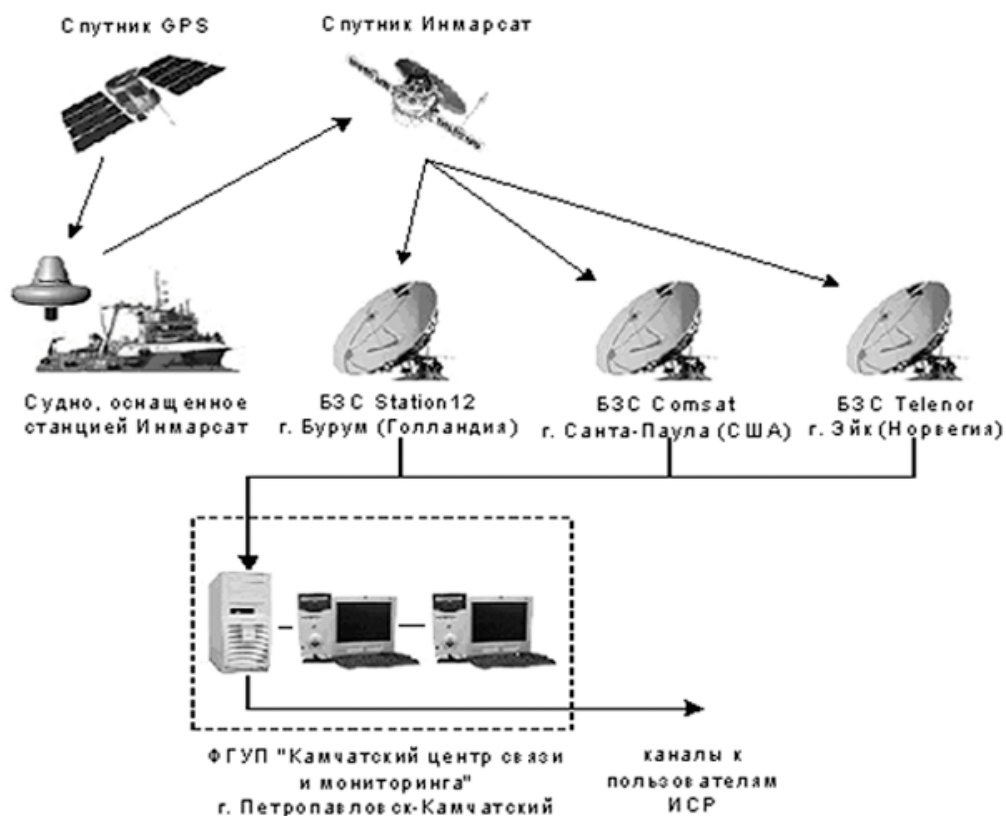 Спутник GPS
Спутник Инмарсат
Судно, оснащенное
станцией Инмарсат
БЗС Station12
г. Бурум (Голландия)
БЗС Comsat
г. Санта-Паула (США)
БЗС Telenor
г. Эйк (Норвегия)
ФГУП "Камчатский центр связи
и мониторинга"
г. Петропавловск-Камчатский
каналы к
пользователям
ИСР